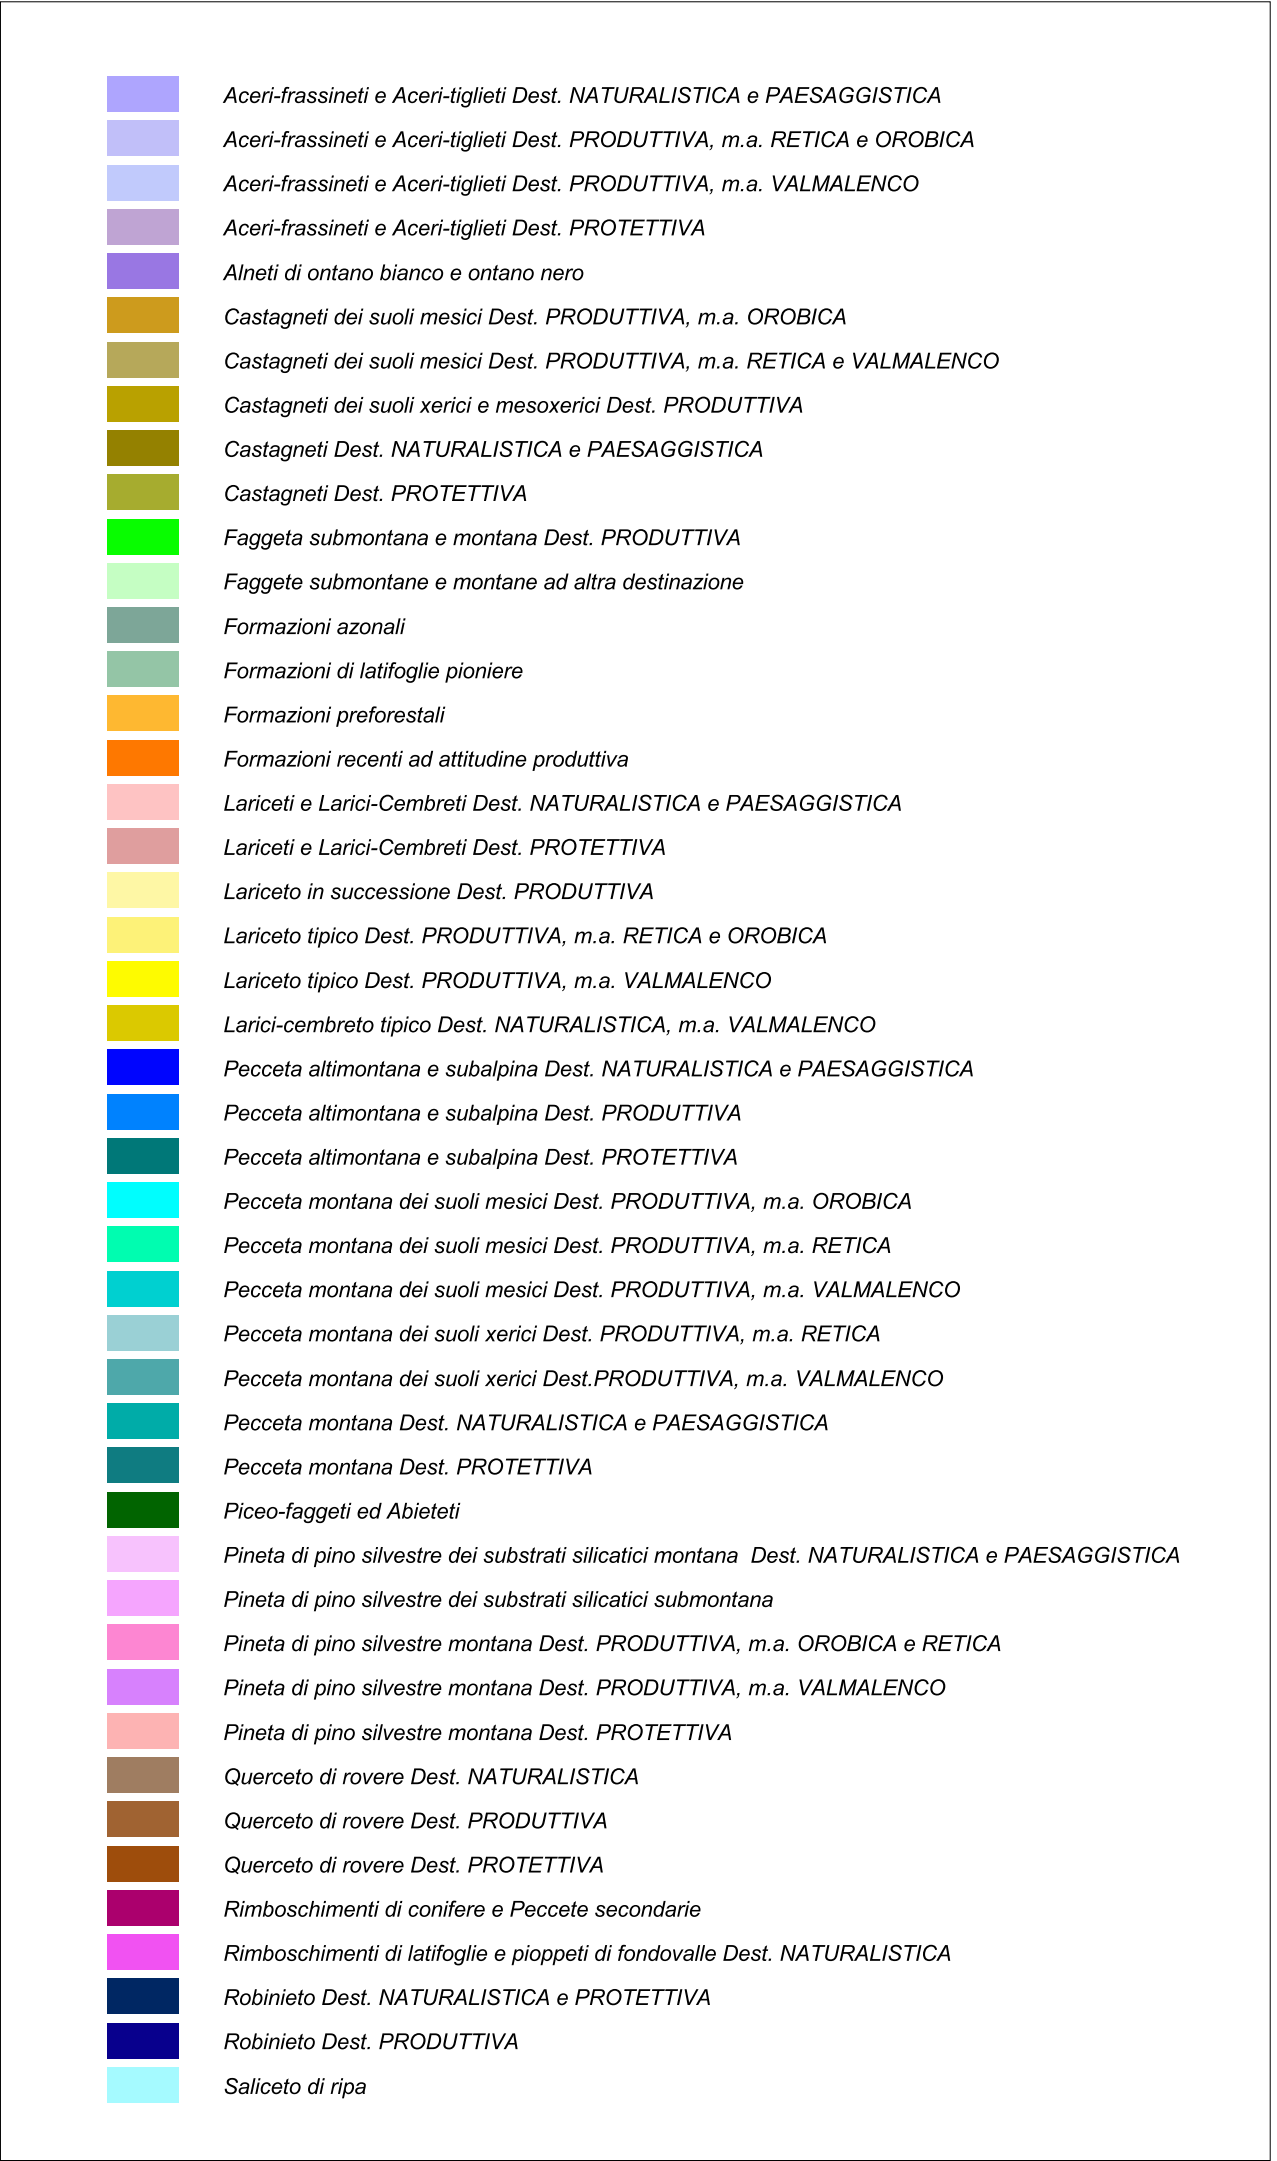 Aceri-frassineti e Aceri-tiglieti Dest. NATURALISTICA e PAESAGGISTICA
Aceri-frassineti e Aceri-tiglieti Dest. PRODUTTIVA, m.a. RETICA e OROBICA
Aceri-frassineti e Aceri-tiglieti Dest. PRODUTTIVA, m.a. VALMALENCO
Aceri-frassineti e Aceri-tiglieti Dest. PROTETTIVA
Alneti di ontano bianco e ontano nero
Castagneti dei suoli mesici Dest. PRODUTTIVA, m.a. OROBICA
Castagneti dei suoli mesici Dest. PRODUTTIVA, m.a. RETICA e VALMALENCO
Castagneti dei suoli xerici e mesoxerici Dest. PRODUTTIVA
Castagneti Dest. NATURALISTICA e PAESAGGISTICA
Castagneti Dest. PROTETTIVA
Faggeta submontana e montana Dest. PRODUTTIVA
Faggete submontane e montane ad altra destinazione
Formazioni azonali
Formazioni di latifoglie pioniere
Formazioni preforestali
Formazioni recenti ad attitudine produttiva
Lariceti e Larici-Cembreti Dest. NATURALISTICA e PAESAGGISTICA
Lariceti e Larici-Cembreti Dest. PROTETTIVA
Lariceto in successione Dest. PRODUTTIVA
Lariceto tipico Dest. PRODUTTIVA, m.a. RETICA e OROBICA
Lariceto tipico Dest. PRODUTTIVA, m.a. VALMALENCO
Larici-cembreto tipico Dest. NATURALISTICA, m.a. VALMALENCO
Pecceta altimontana e subalpina Dest. NATURALISTICA e PAESAGGISTICA
Pecceta altimontana e subalpina Dest. PRODUTTIVA
Pecceta altimontana e subalpina Dest. PROTETTIVA
Pecceta montana dei suoli mesici Dest. PRODUTTIVA, m.a. OROBICA
Pecceta montana dei suoli mesici Dest. PRODUTTIVA, m.a. RETICA
Pecceta montana dei suoli mesici Dest. PRODUTTIVA, m.a. VALMALENCO
Pecceta montana dei suoli xerici Dest. PRODUTTIVA, m.a. RETICA
Pecceta montana dei suoli xerici Dest.PRODUTTIVA, m.a. VALMALENCO
Pecceta montana Dest. NATURALISTICA e PAESAGGISTICA
Pecceta montana Dest. PROTETTIVA
Piceo-faggeti ed Abieteti
Pineta di pino silvestre dei substrati silicatici montana  Dest. NATURALISTICA e PAESAGGISTICA
Pineta di pino silvestre dei substrati silicatici submontana
Pineta di pino silvestre montana Dest. PRODUTTIVA, m.a. OROBICA e RETICA
Pineta di pino silvestre montana Dest. PRODUTTIVA, m.a. VALMALENCO
Pineta di pino silvestre montana Dest. PROTETTIVA
Querceto di rovere Dest. NATURALISTICA
Querceto di rovere Dest. PRODUTTIVA
Querceto di rovere Dest. PROTETTIVA
Rimboschimenti di conifere e Peccete secondarie
Rimboschimenti di latifoglie e pioppeti di fondovalle Dest. NATURALISTICA
Robinieto Dest. NATURALISTICA e PROTETTIVA
Robinieto Dest. PRODUTTIVA
Saliceto di ripa